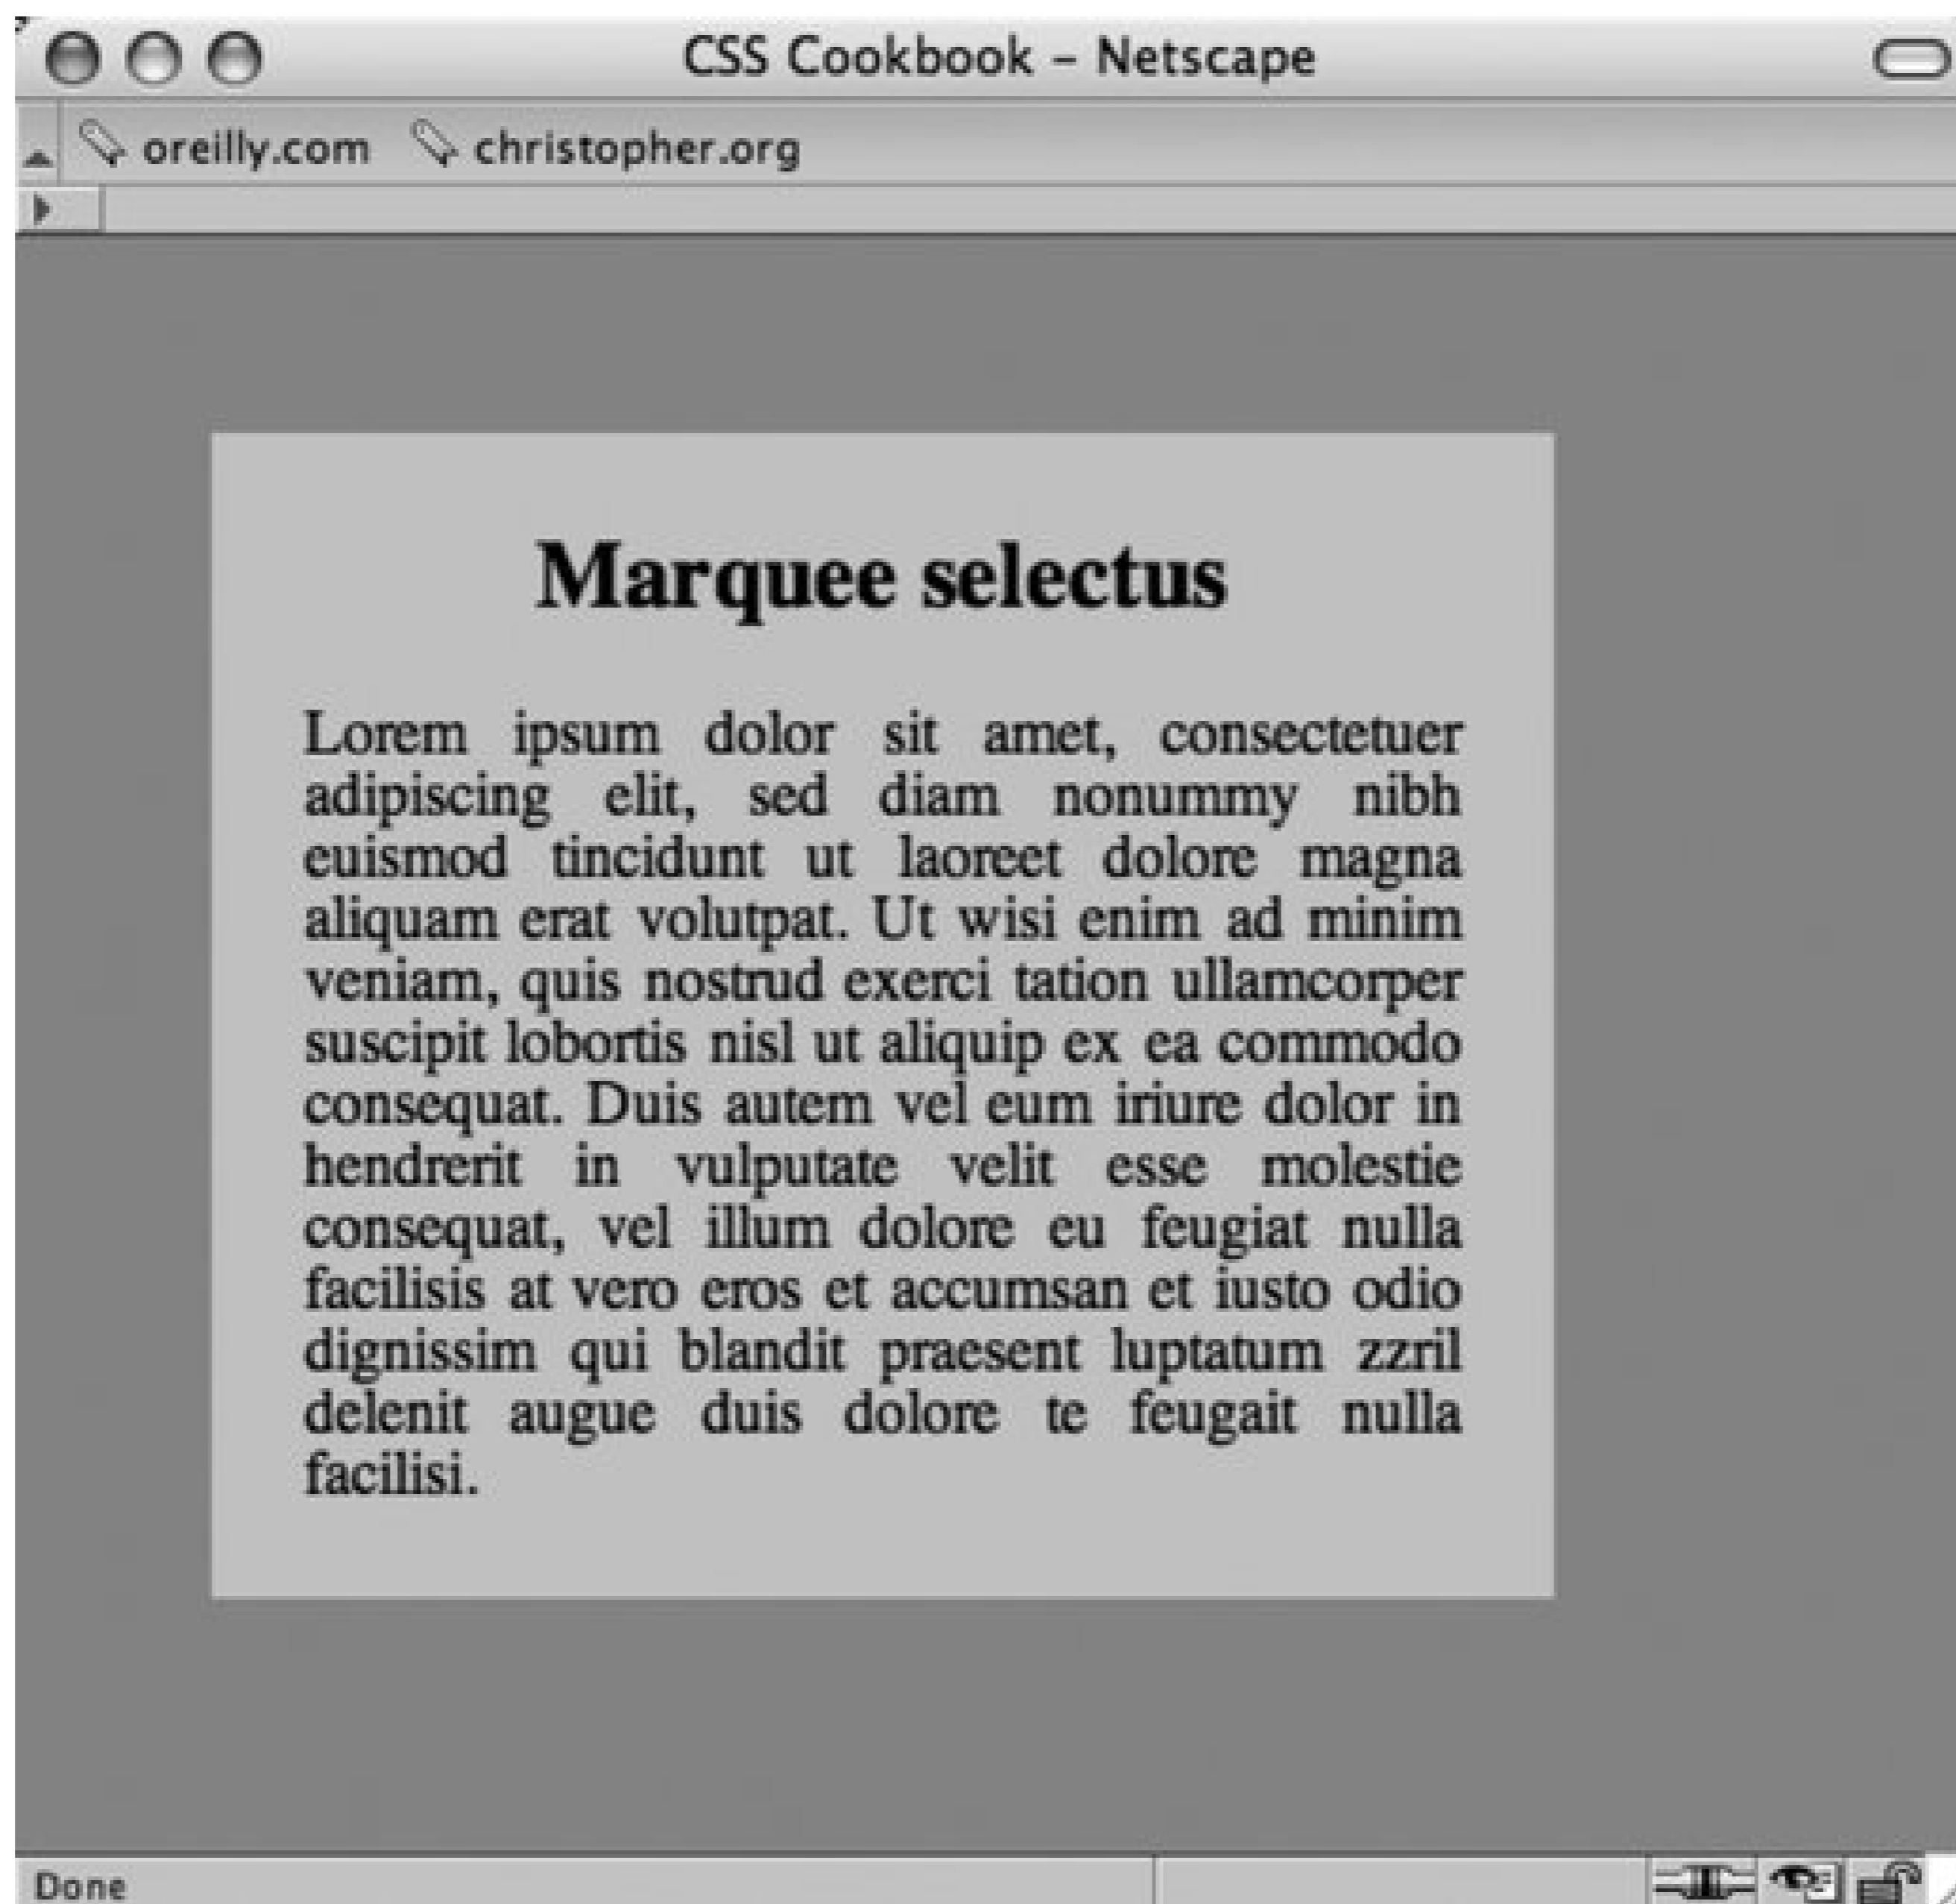 CSS Cookbook – Netscape
oreilly.com christopher.org
Marquee selectus
Lorem ipsum dolor sit amet, consectetuer
adipiscing elit, sed diam nonummy nibh
euismod tincidunt ut laoreet dolore magna
aliquam erat volutpat. Ut wisi enim ad minim
veniam, quis nostrud exerci tation ullamcorper
suscipit lobortis nisl ut aliquip ex ea commodo
consequat. Duis autem vel eum iriure dolor in
hendrerit in vulputate velit esse molestie
consequat, vel illum dolore eu feugiat nulla
facilisis at vero eros et accumsan et iusto odio
dignissim qui blandit praesent luptatum zzril
delenit augue duis dolore te feugait nulla
facilisi.
Done